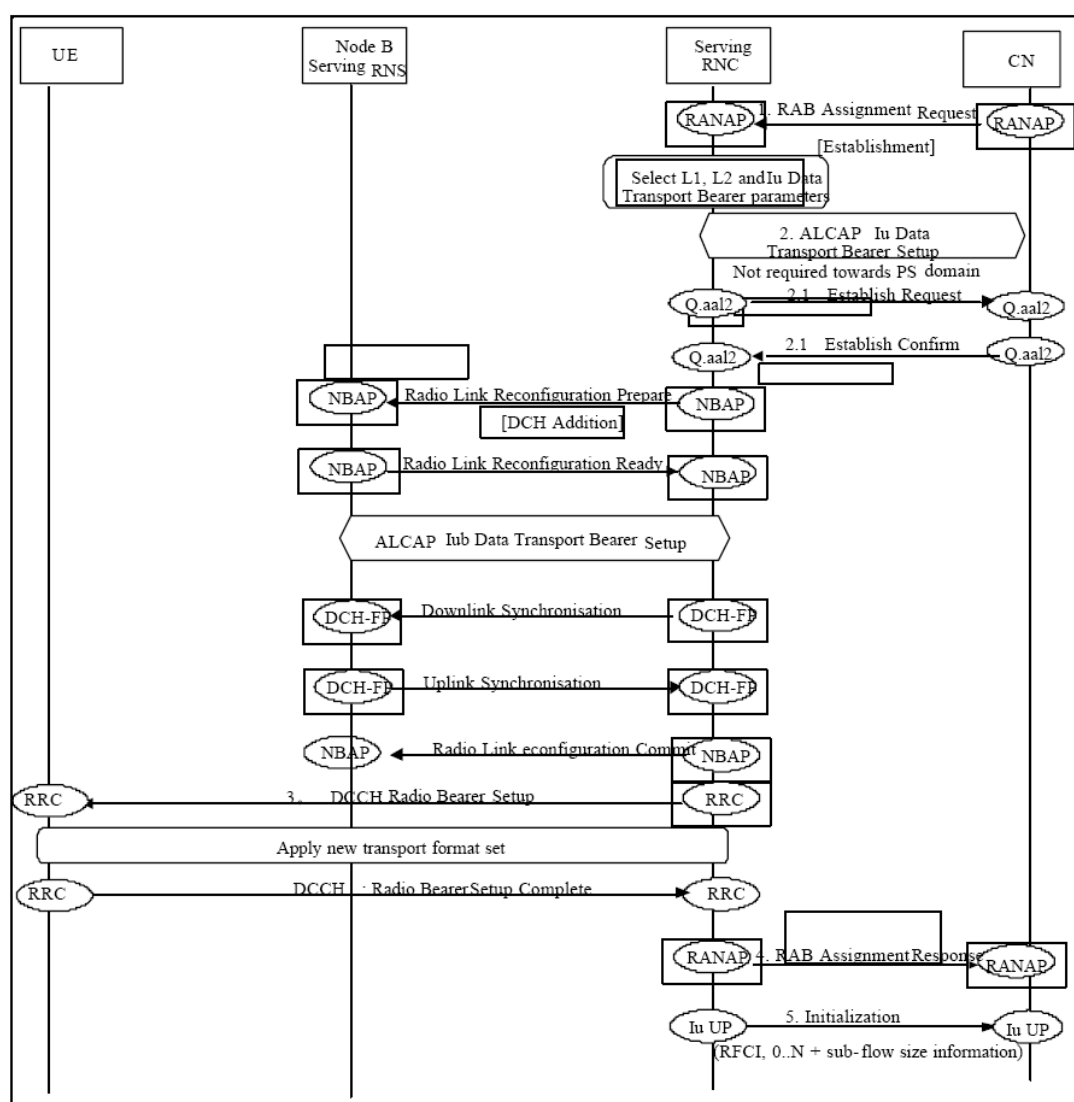 UE
Node B
Serving RNS
Serving
RNC
CN
RANAP
1. RAB Assignment Request
RANAP
[Establishment]
Select L1, L2 and Iu Data
Transport Bearer parameters
2. ALCAP Iu Data
Transport Bearer Setup
Not required towards PS domain
Q.aal2
2.1 Establish Request
Q.aal2
Q.aal2
2.1 Establish Confirm
Q.aal2
NBAP
Radio Link Reconfiguration Prepare
NBAP
[DCH Addition]
NBAP
Radio Link Reconfiguration Ready
NBAP
ALCAP Iub Data Transport Bearer Setup
DCH-FP
Downlink Synchronisation
DCH-FP
DCH-FP
Uplink Synchronisation
DCH-FP
NBAP
Radio Link econfiguration Commit
NBAP
RRC
3. DCCH Radio Bearer Setup
RRC
Apply new transport format set
RRC
DCCH : Radio Bearer Setup Complete
RRC
RANAP
4. RAB Assignment Response
RANAP
Iu UP
5. Initialization
Iu UP
(RFCI, 0..N + sub-flow size information)